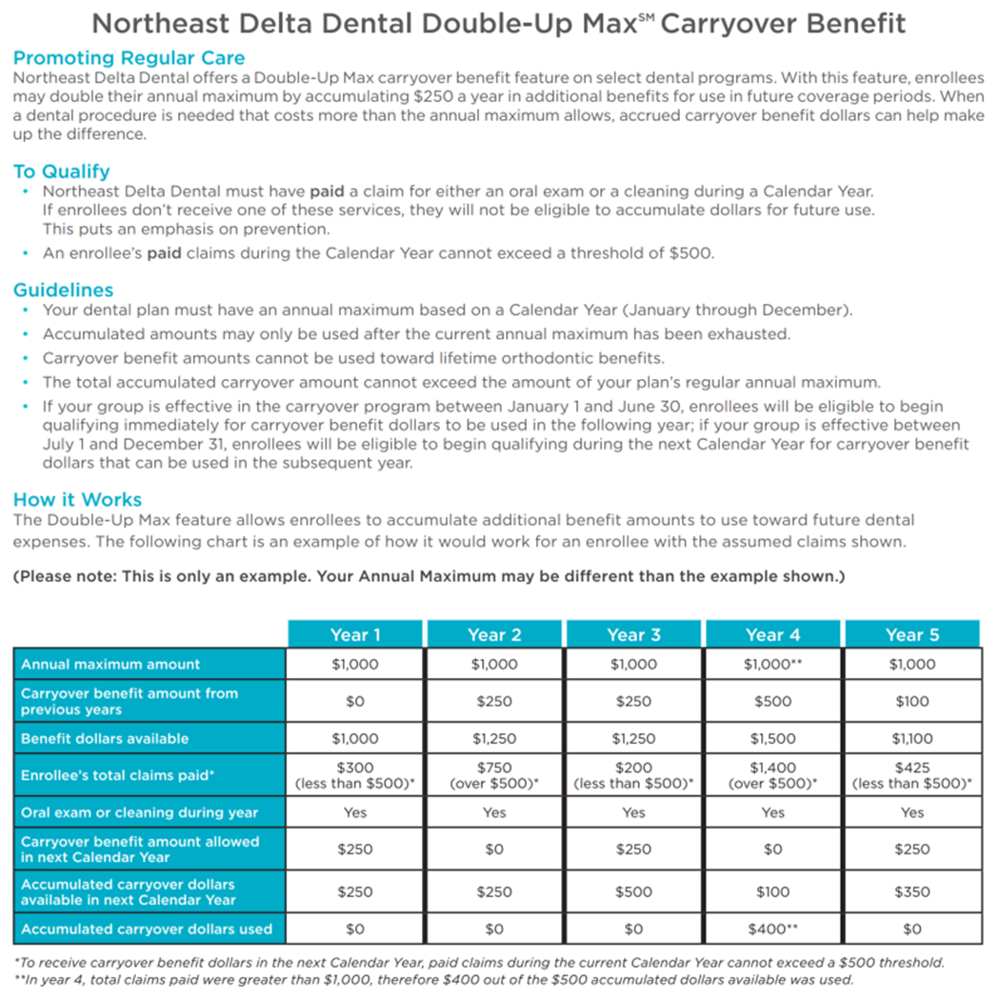 Northeast Delta Dental Double-Up Max℠ Carryover Benefit
Promoting Regular Care
Northeast Delta Dental offers a Double-Up Max carryover benefit feature on select dental programs. With this feature, enrollees
may double their annual maximum by accumulating $250 a year in additional benefits for use in future coverage periods. When
a dental procedure is needed that costs more than the annual maximum allows, accrued carryover benefit dollars can help make
up the difference.
To Qualify
• Northeast Delta Dental must have paid a claim for either an oral exam or a cleaning during a Calendar Year.
If enrollees don't receive one of these services, they will not be eligible to accumulate dollars for future use.
This puts an emphasis on prevention.
• An enrollee's paid claims during the Calendar Year cannot exceed a threshold of $500.
Guidelines
• Your dental plan must have an annual maximum based on a Calendar Year (January through December).
• Accumulated amounts may only be used after the current annual maximum has been exhausted.
• Carryover benefit amounts cannot be used toward lifetime orthodontic benefits.
• The total accumulated carryover amount cannot exceed the amount of your plan's regular annual maximum.
• If your group is effective in the carryover program between January 1 and June 30, enrollees will be eligible to begin
qualifying immediately for carryover benefit dollars to be used in the following year; if your group is effective between
July 1 and December 31, enrollees will be eligible to begin qualifying during the next Calendar Year for carryover benefit
dollars that can be used in the subsequent year.
How it Works
The Double-Up Max feature allows enrollees to accumulate additional benefit amounts to use toward future dental
expenses. The following chart is an example of how it would work for an enrollee with the assumed claims shown.
(Please note: This is only an example. Your Annual Maximum may be different than the example shown.)
Year 1 Year 2 Year 3 Year 4 Year 5
Annual maximum amount $1,000 $1,000 $1,000 $1,000** $1,000
Carryover benefit amount from
previous years $0 $250 $250 $500 $100
Benefit dollars available $1,000 $1,250 $1,250 $1,500 $1,100
Enrollee's total claims paid* $300 $750 $200 $1,400 $425
(less than $500)* (over $500)* (less than $500)* (over $500)* (less than $500)*
Oral exam or cleaning during year Yes Yes Yes Yes Yes
Carryover benefit amount allowed
in next Calendar Year $250 $0 $250 $0 $250
Accumulated carryover dollars
available in next Calendar Year $250 $250 $500 $100 $350
Accumulated carryover dollars used $0 $0 $0 $400** $0
*To receive carryover benefit dollars in the next Calendar Year, paid claims during the current Calendar Year cannot exceed a $500 threshold.
**In year 4, total claims paid were greater than $1,000, therefore $400 out of the $500 accumulated dollars available was used.